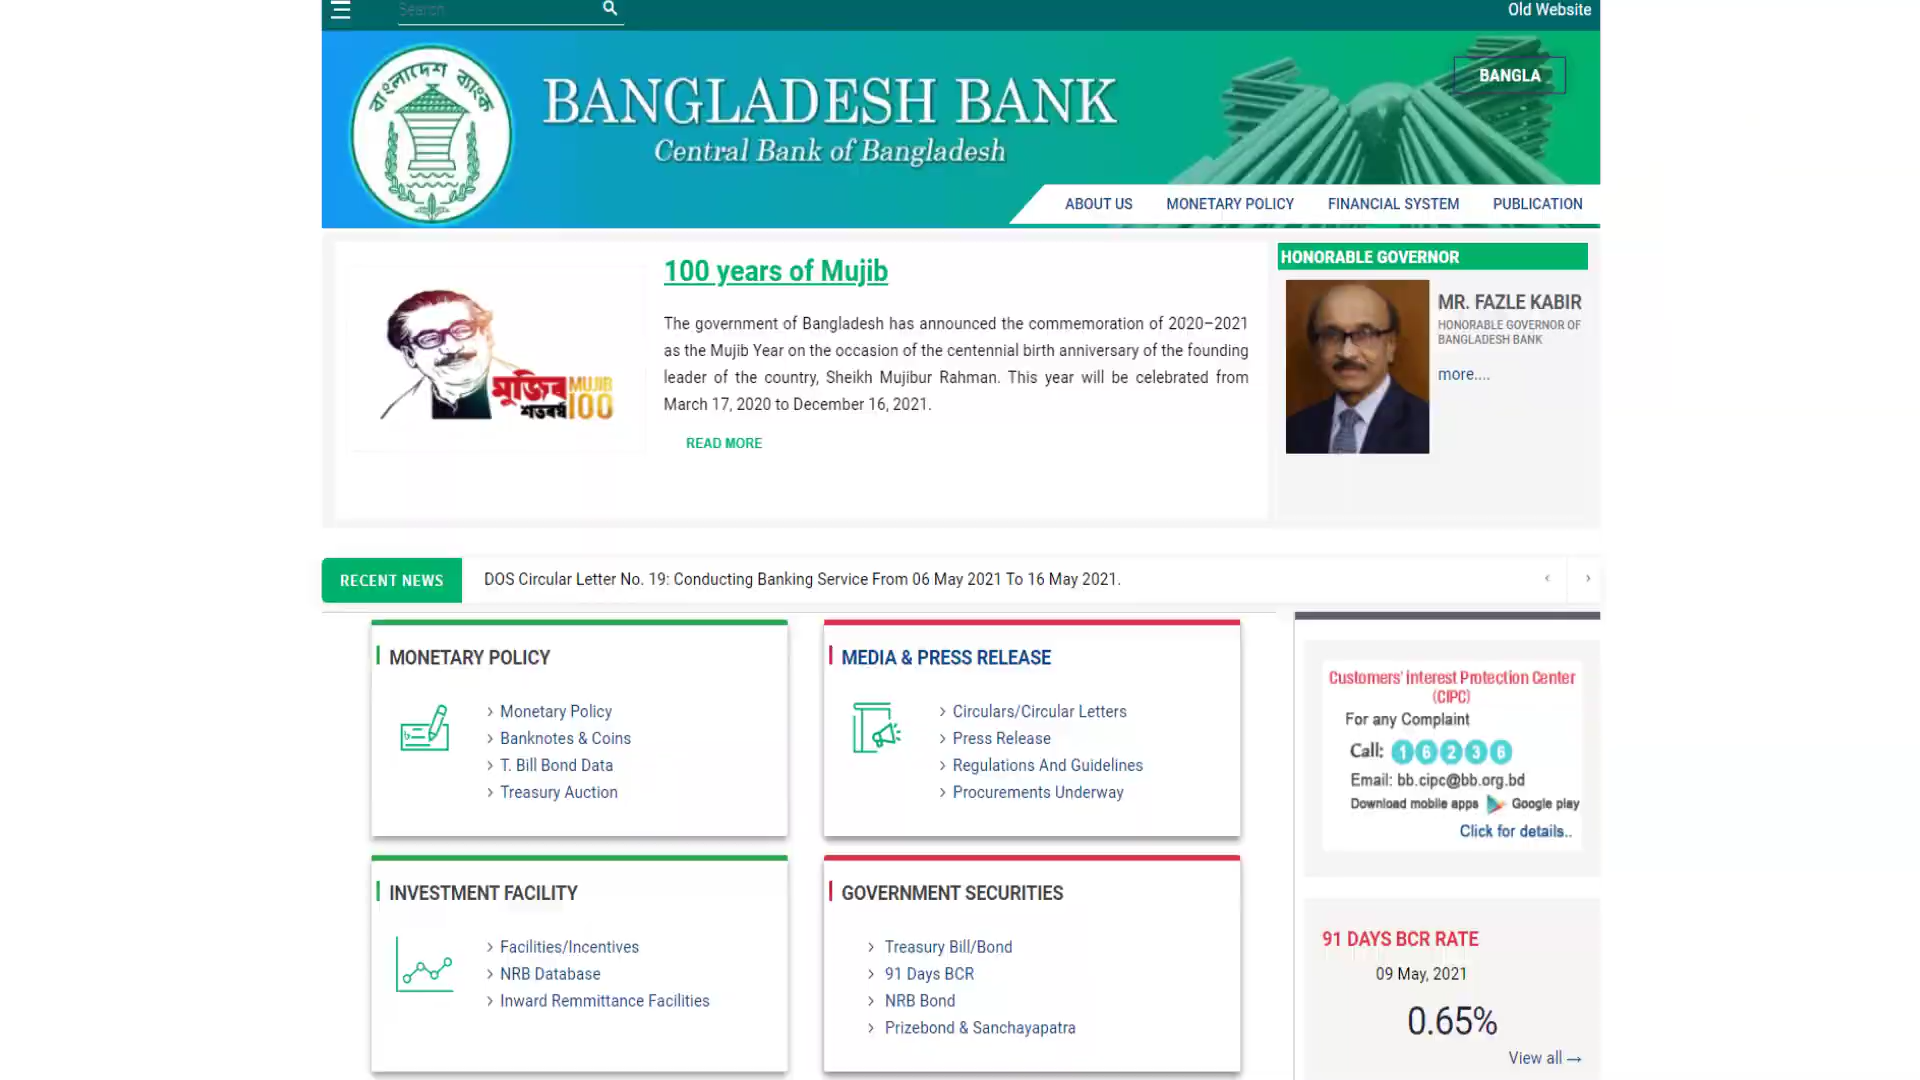 Search
Old Website
বাংলাদেশ ব্যাংক
BANGLADESH BANK
Central Bank of Bangladesh
BANGLA
ABOUT US MONETARY POLICY FINANCIAL SYSTEM PUBLICATION
100 years of Mujib
The government of Bangladesh has announced the commemoration of 2020–2021
as the Mujib Year on the occasion of the centennial birth anniversary of the founding
leader of the country, Sheikh Mujibur Rahman. This year will be celebrated from
March 17, 2020 to December 16, 2021.
READ MORE
মুজিব MUJIB
শতবর্ষ 100
HONORABLE GOVERNOR
MR. FAZLE KABIR
HONORABLE GOVERNOR OF
BANGLADESH BANK
more....
RECENT NEWS
DOS Circular Letter No. 19: Conducting Banking Service From 06 May 2021 To 16 May 2021.
MONETARY POLICY
Monetary Policy
Banknotes & Coins
T. Bill Bond Data
Treasury Auction
MEDIA & PRESS RELEASE
Circulars/Circular Letters
Press Release
Regulations And Guidelines
Procurements Underway
INVESTMENT FACILITY
Facilities/Incentives
NRB Database
Inward Remmittance Facilities
GOVERNMENT SECURITIES
Treasury Bill/Bond
91 Days BCR
NRB Bond
Prizebond & Sanchayapatra
Customers' interest Protection Center
(CIPC)
For any Complaint
Call: 16236
Email: bb.cipc@bb.org.bd
Download mobile apps Google play
Click for details..
91 DAYS BCR RATE
09 May, 2021
0.65%
View all →